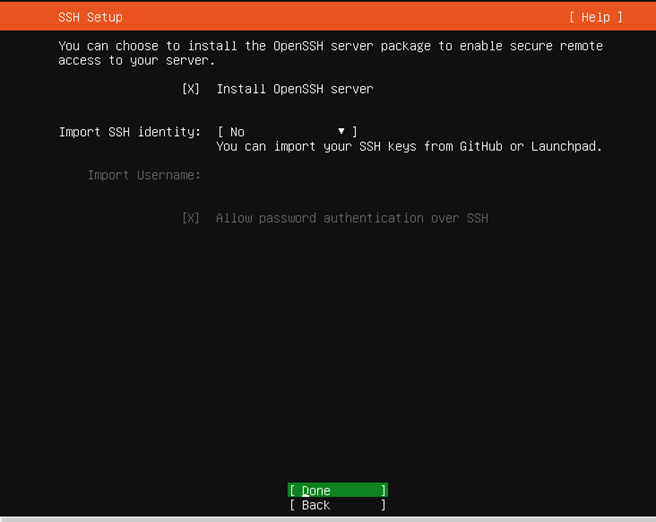 SSH Setup [ Help ]
You can choose to install the OpenSSH server package to enable secure remote
access to your server.
[X] Install OpenSSH server
Import SSH identity: [ No ▾ ]
You can import your SSH keys from GitHub or Launchpad.
Import Username:
[X] Allow password authentication over SSH
[ Done ]
[ Back ]